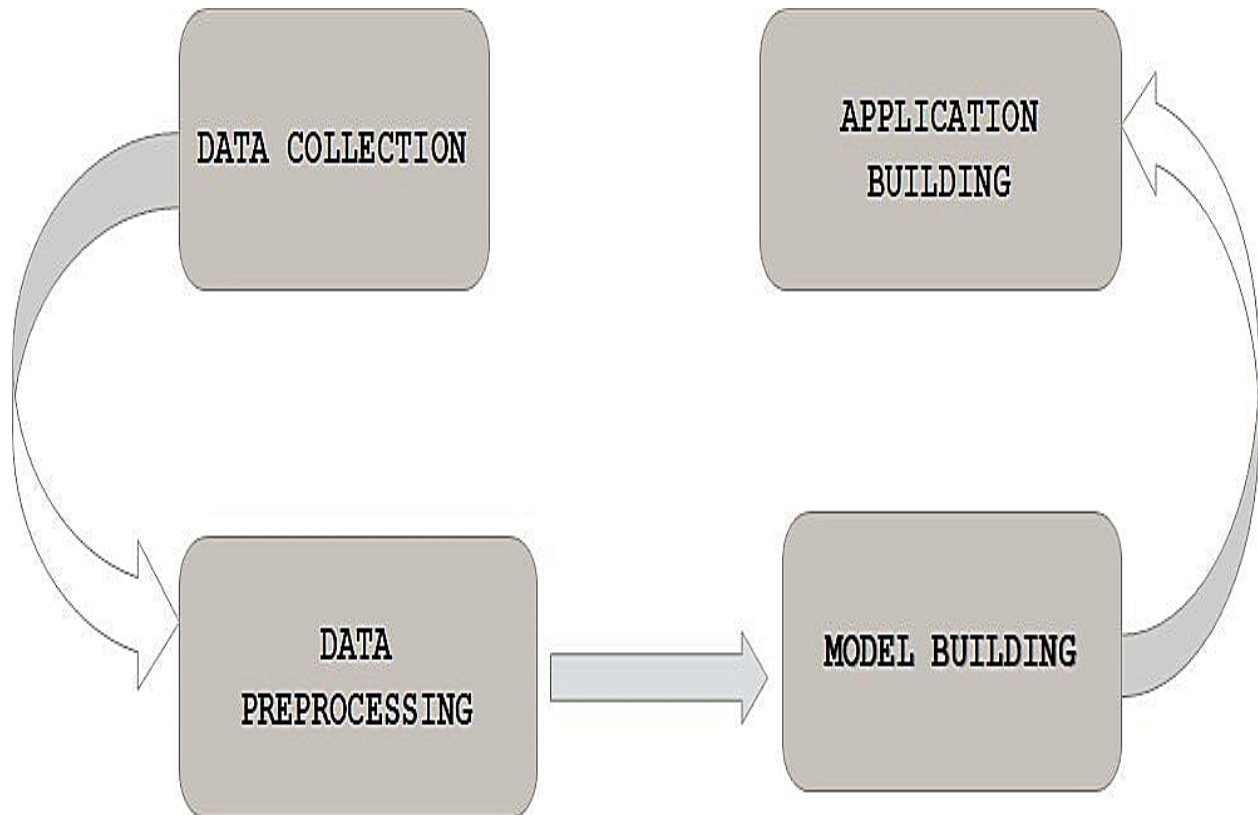 DATA COLLECTION
APPLICATION
BUILDING
DATA
PREPROCESSING
MODEL BUILDING